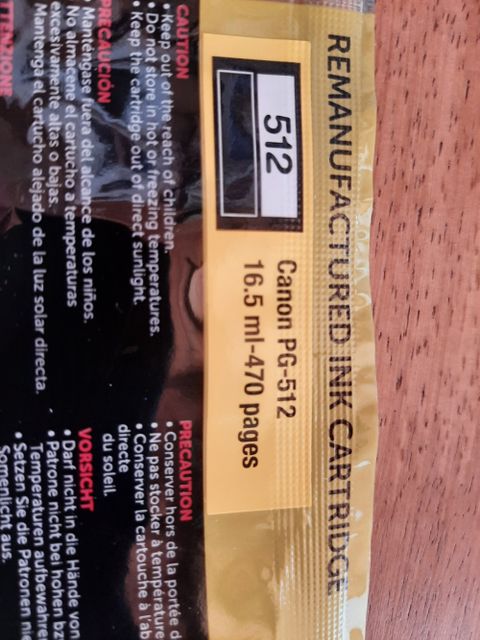 REMANUFACTURED INK CARTRIDGE
512
Canon PG-512
16.5 ml-470 pages
CAUTION
• Keep out of the reach of children.
• Do not store in hot or freezing temperatures.
• Keep the cartridge out of direct sunlight.
PRECAUCIÓN
Manténgase fuera del alcance de los niños.
No almacene el cartucho a temperaturas
excesivamente altas o bajas.
Mantenga el cartucho alejado de la luz solar directa.
PRECAUTION
• Conserver hors de la portée d
• Ne pas stocker à température
• Conserver la cartouche à l'ab
directe
du soleil.
VORSICHT
• Darf nicht in die Hände von
• Patrone nicht bei hohen bz
Temperaturen aufbewahre
• Setzen Sie die Patronen ni
Sonnenlicht aus.